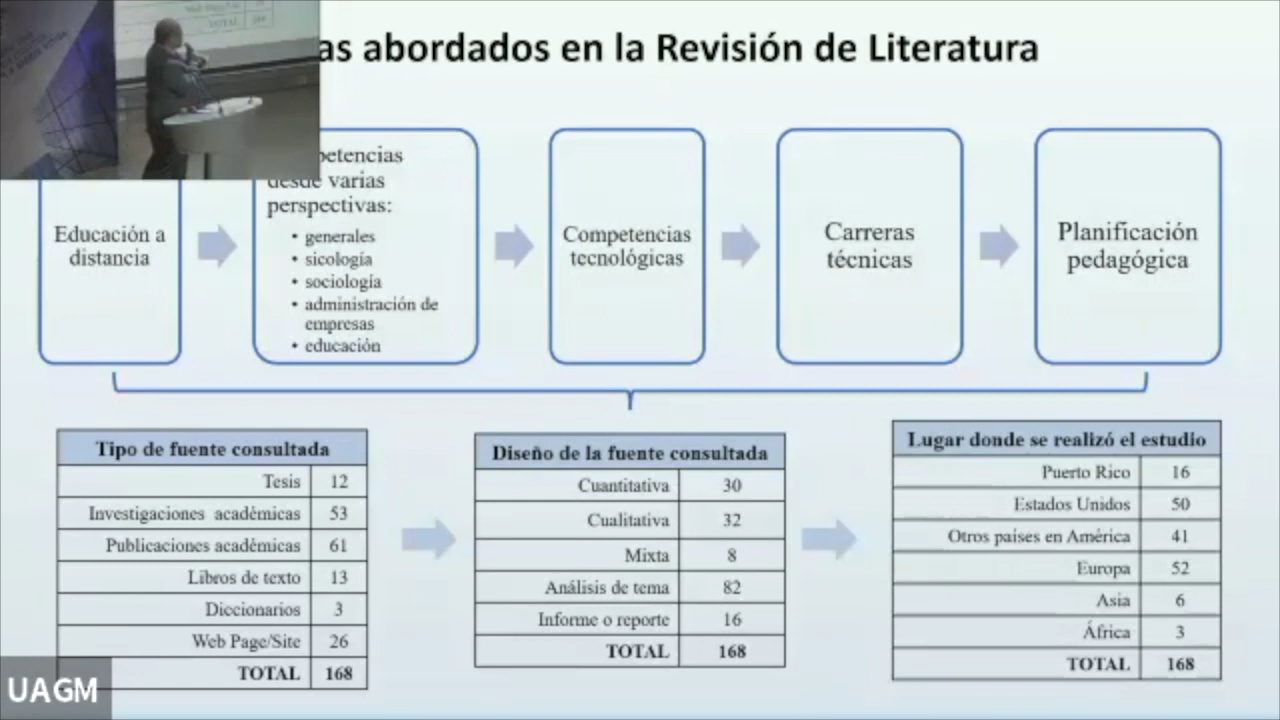 as abordados en la Revisión de Literatura
TOTAL
Educación a
distancia
petencias
desde varias
perspectivas:
• generales
• sicología
• sociología
• administración de
empresas
• educación
Competencias
tecnológicas
Carreras
técnicas
Planificación
pedagógica
Tipo de fuente consultada
Tesis 12
Investigaciones académicas 53
Publicaciones académicas 61
Libros de texto 13
Diccionarios 3
Web Page/Site 26
TOTAL 168
Diseño de la fuente consultada
Cuantitativa 30
Cualitativa 32
Mixta 8
Análisis de tema 82
Informe o reporte 16
TOTAL 168
Lugar donde se realizó el estudio
Puerto Rico 16
Estados Unidos 50
Otros países en América 41
Europa 52
Asia 6
África 3
TOTAL 168
UAGM